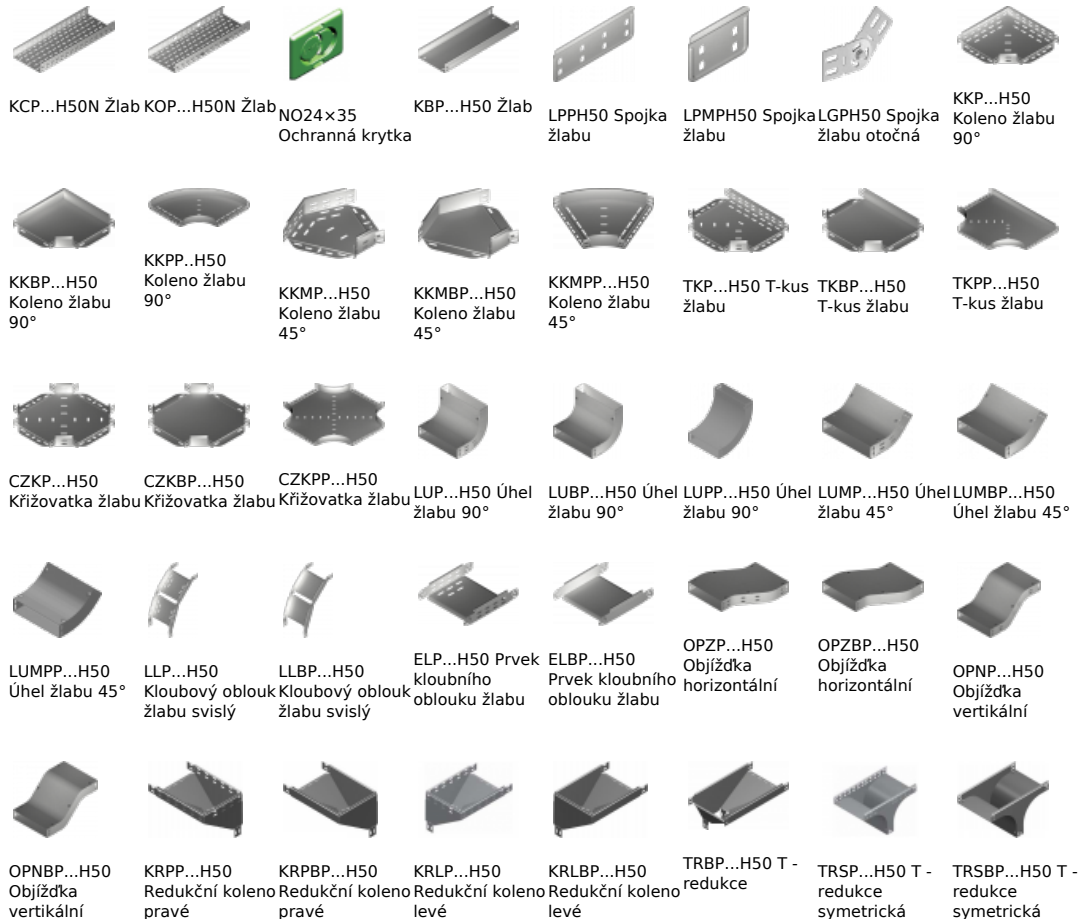 KCP...H50N Žlab
KOP...H50N Žlab
NO24×35
Ochranná krytka
KBP...H50 Žlab
LPPH50 Spojka
žlabu
LPMPH50 Spojka
žlabu
LGPH50 Spojka
žlabu otočná
KKP...H50
Koleno žlabu
90°
KKBP...H50
Koleno žlabu
90°
KKPP..H50
Koleno žlabu
90°
KKMP...H50
Koleno žlabu
45°
KKMBP...H50
Koleno žlabu
45°
KKMPP...H50
Koleno žlabu
45°
TKP...H50 T-kus
žlabu
TKBP...H50
T-kus žlabu
TKPP...H50
T-kus žlabu
CZKP...H50
Křižovatka žlabu
CZKBP...H50
Křižovatka žlabu
CZKPP...H50
Křižovatka žlabu
LUP...H50 Úhel
žlabu 90°
LUBP...H50 Úhel
žlabu 90°
LUPP...H50 Úhel
žlabu 90°
LUMP...H50 Úhel
žlabu 45°
LUMBP...H50
Úhel žlabu 45°
LUMPP...H50
Úhel žlabu 45°
LLP...H50
Kloubový oblouk
žlabu svislý
LLBP...H50
Kloubový oblouk
žlabu svislý
ELP...H50 Prvek
kloubního
oblouku žlabu
ELBP...H50
Prvek kloubního
oblouku žlabu
OPZP...H50
Objížďka
horizontální
OPZBP...H50
Objížďka
horizontální
OPNP...H50
Objížďka
vertikální
OPNBP...H50
Objížďka
vertikální
KRPP...H50
Redukční koleno
pravé
KRPBP...H50
Redukční koleno
pravé
KRLP...H50
Redukční koleno
levé
KRLBP...H50
Redukční koleno
levé
TRBP...H50 T -
redukce
TRSP...H50 T -
redukce
symetrická
TRSBP...H50 T -
redukce
symetrická